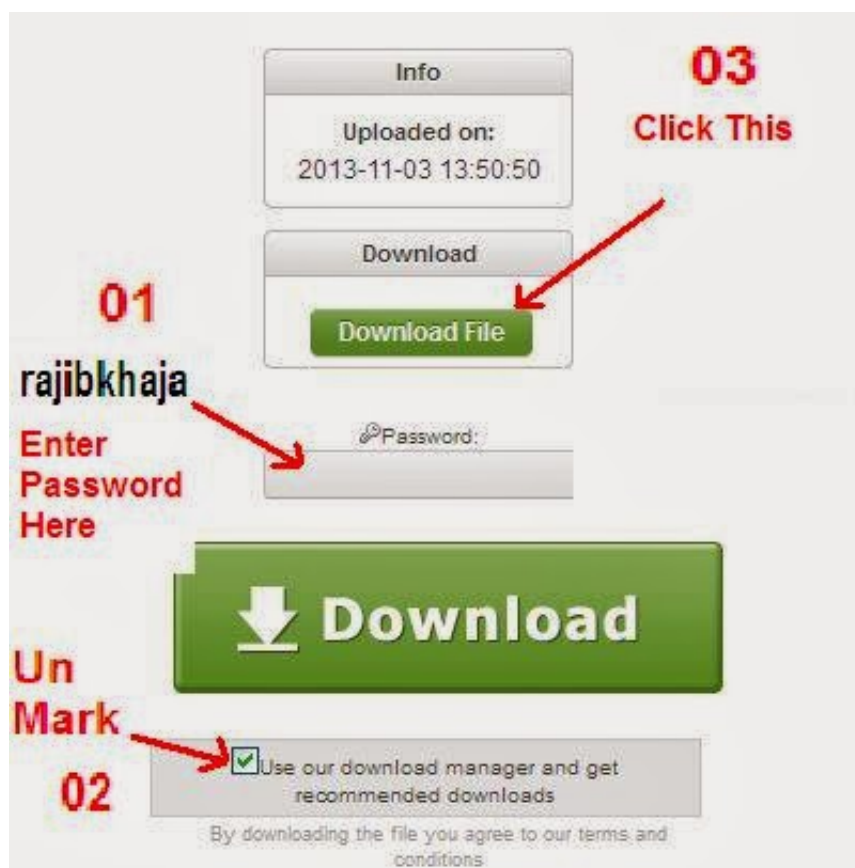 Info
Uploaded on:
2013-11-03 13:50:50
03
Click This
Download
Download File
01
rajibkhaja
Enter
Password
Here
Password:
Download
Un
Mark
02
Use our download manager and get
recommended downloads
By downloading the file you agree to our terms and
conditions